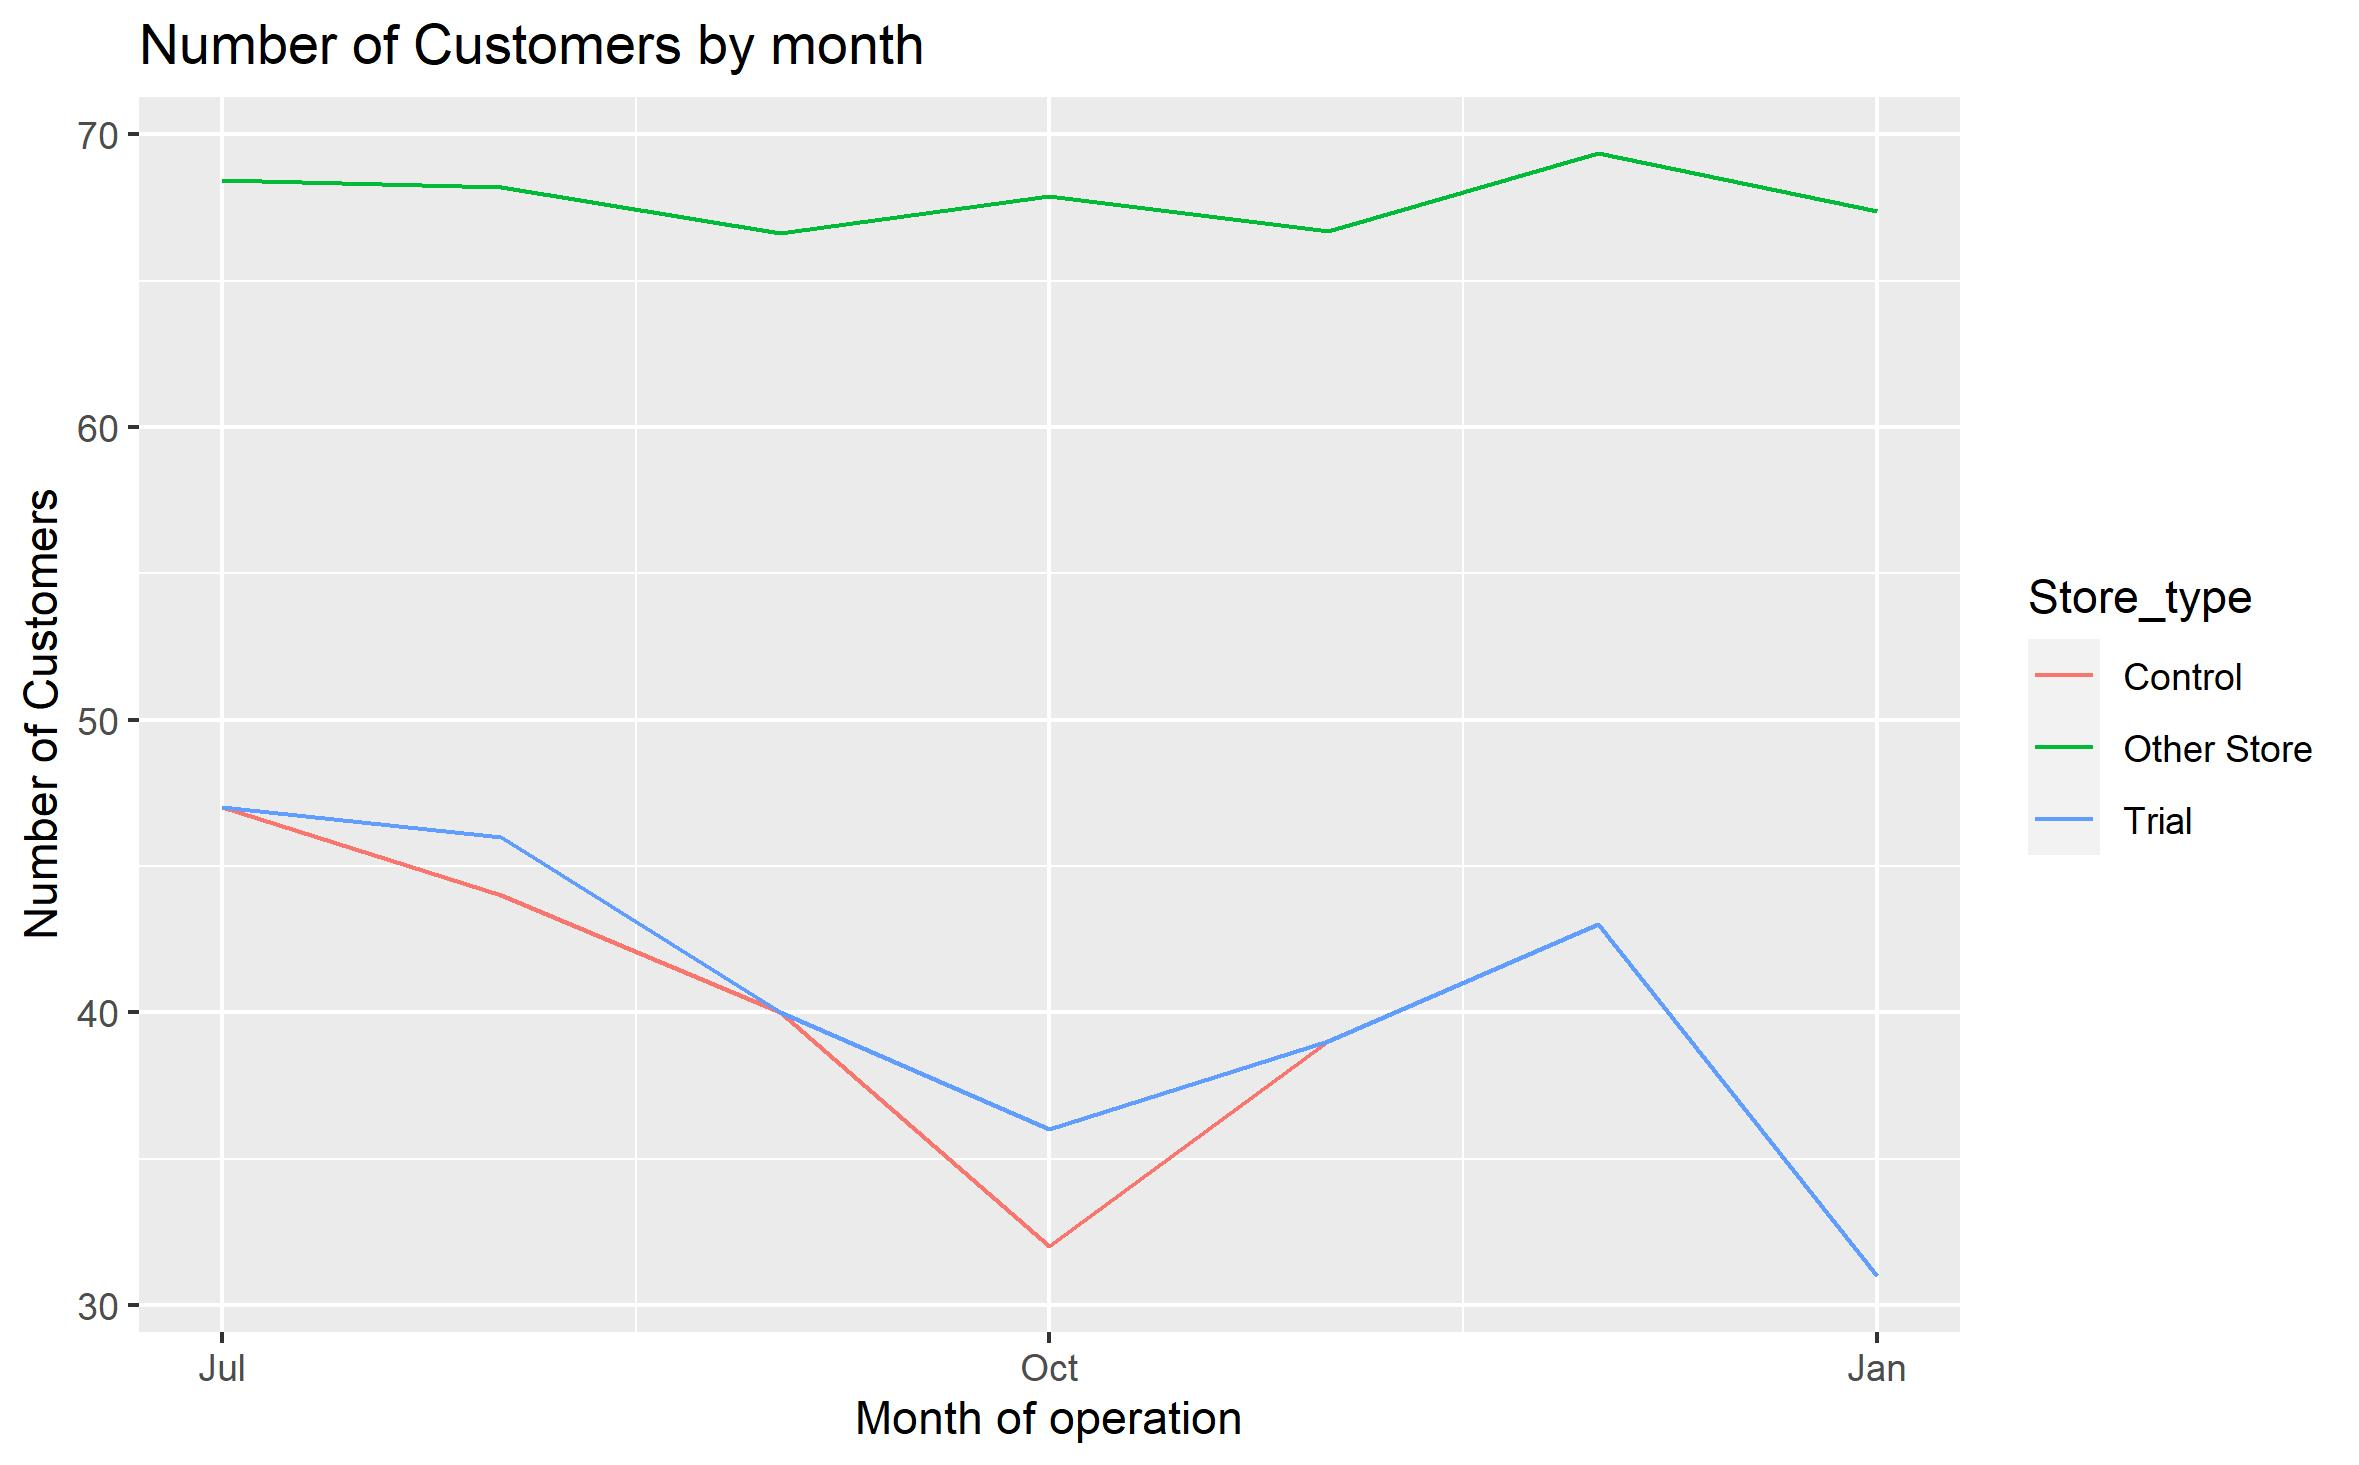 Number of Customers by month
70
60
50
40
30
Number of Customers
Jul Oct Jan
Month of operation
Store_type
Control
Other Store
Trial